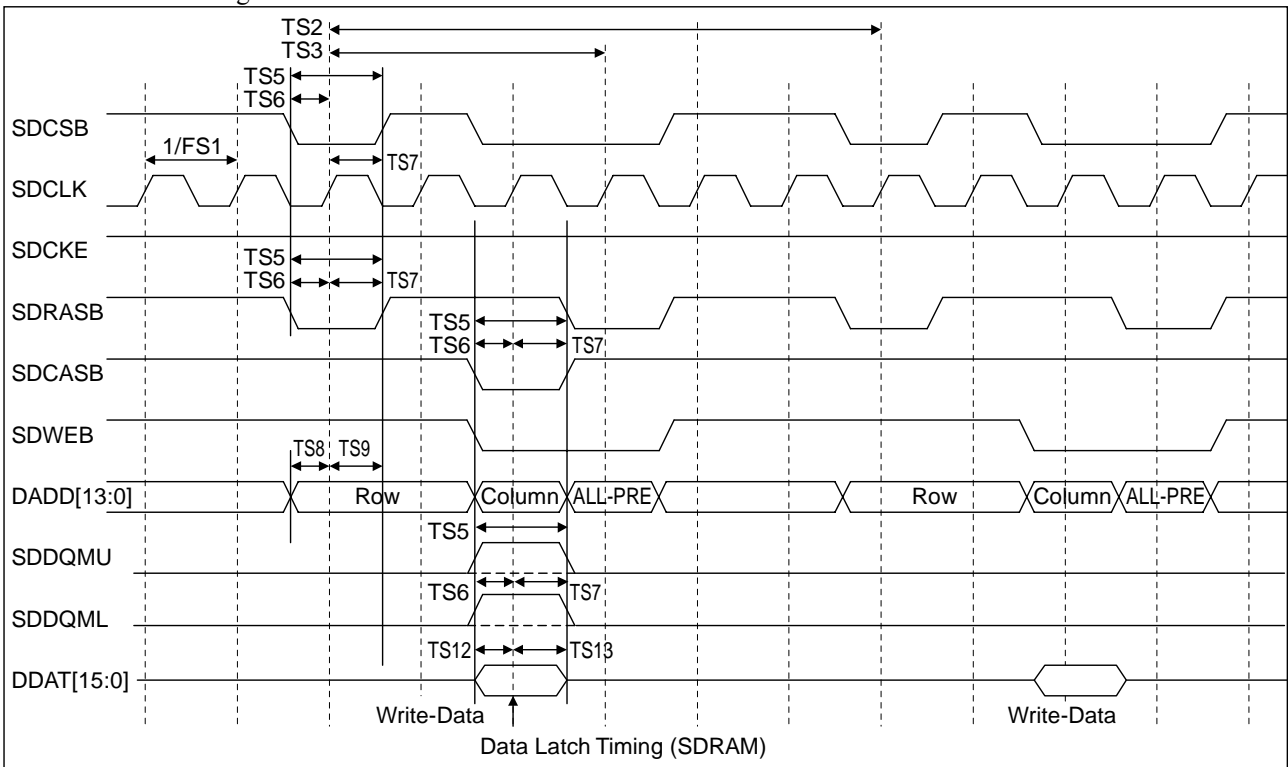 TS2
TS3
TS5
TS6
SDCSB
1/FS1
TS7
SDCLK
SDCKE
TS5
TS6 TS7
SDRASB
TS5
TS6 TS7
SDCASB
SDWEB
TS8 TS9
DADD[13:0] Row Column ALL-PRE Row Column ALL-PRE
TS5
SDDQMU
TS6 TS7
SDDQML
TS12 TS13
DDAT[15:0]
Write-Data Write-Data
Data Latch Timing (SDRAM)